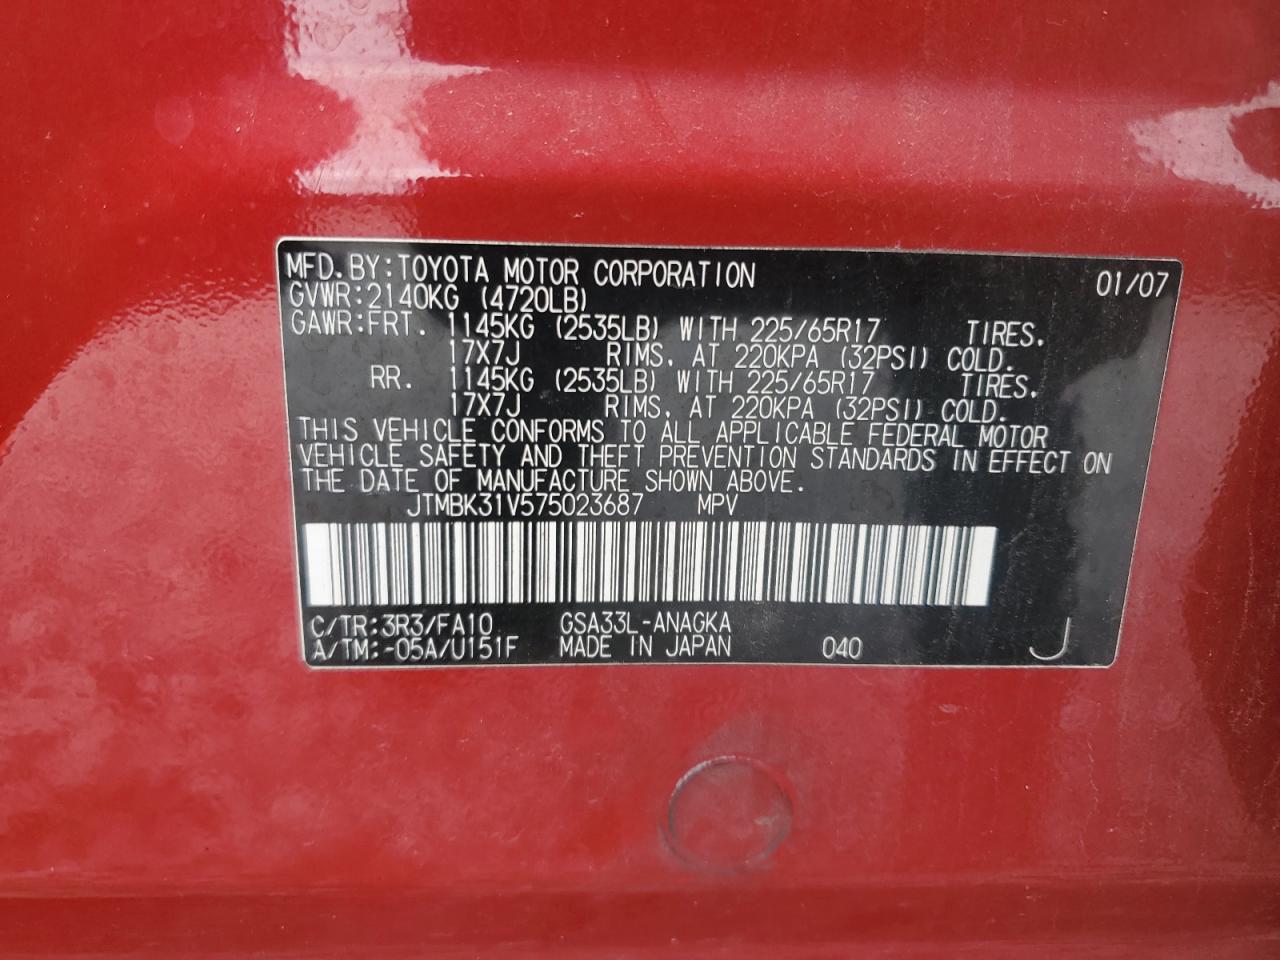 MFD.BY:TOYOTA MOTOR CORPORATION 01/07
GVWR:2140KG (4720LB)
GAWR:FRT. 1145KG (2535LB) WITH 225/65R17 TIRES.
17X7J RIMS, AT 220KPA (32PSI) COLD.
RR. 1145KG (2535LB) WITH 225/65R17 TIRES,
17X7J RIMS, AT 220KPA (32PSI) COLD.
THIS VEHICLE CONFORMS TO ALL APPLICABLE FEDERAL MOTOR
VEHICLE SAFETY AND THEFT PREVENTION STANDARDS IN EFFECT ON
THE DATE OF MANUFACTURE SHOWN ABOVE.
JTMBK31V575023687 MPV
C/TR:3R3/FA10 GSA33L-ANAGKA
A/TM:-05A/U151F MADE IN JAPAN 040 J